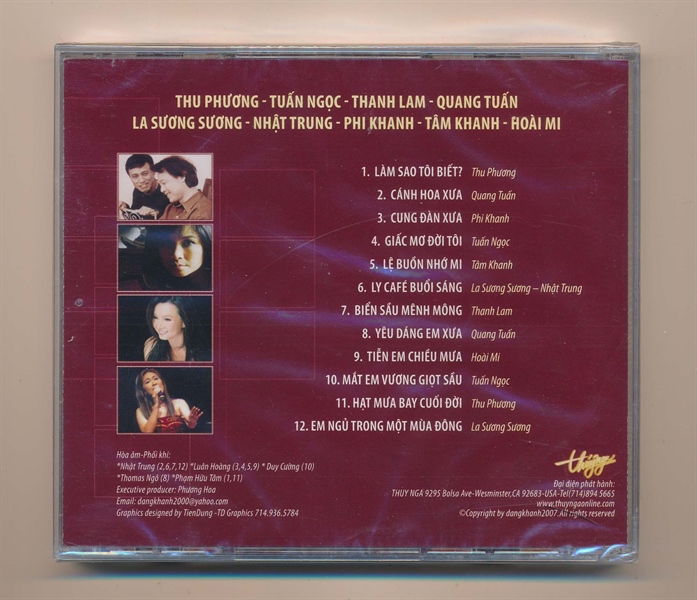 THU PHƯƠNG - TUẤN NGỌC - THANH LAM - QUANG TUẤN
LA SƯƠNG SƯƠNG - NHẬT TRUNG - PHI KHANH - TÂM KHANH - HOÀI MI
1. LÀM SAO TÔI BIẾT? Thu Phương
2. CÁNH HỌA XƯA Quang Tuấn
3. CUNG ĐÀN XƯA Phi Khanh
4. GIẤC MƠ ĐỜI TÔI Tuấn Ngọc
5. LỆ BUỒN NHỚ MI Tâm Khanh
6. LY CAFÉ BUỔI SÁNG La Sương Sương – Nhật Trung
7. BIỂN SẦU MÊNH MÔNG Thanh Lam
8. YÊU DÁNG EM XƯA Quang Tuấn
9. TIỄN EM CHIỀU MƯA Hoài Mi
10. MẮT EM VƯƠNG GIỌT SẦU Tuấn Ngọc
11. HẠT MƯA BAY CUỐI ĐỜI Thu Phương
12. EM NGỦ TRONG MỘT MÙA ĐÔNG La Sương Sương
Hòa âm-Phối khí:
*Nhật Trung (2,6,7,12) *Luân Hoàng (3,4,5,9) * Duy Cường (10)
*Thomas Ngô (8) *Phạm Hữu Tâm (1,11)
Executive producer: Phương Hoa
Email: dangkhanh2000@yahoo.com
Graphics designed by TienDung -TD Graphics 714.936.5784
thúynga
Đại diện phát hành:
THUY NGA 9295 Bolsa Ave-Wesminster,CA 92683-USA-Tel(714)894 5665
www.thuyngaonline.com
©Copyright by dangkhanh2007.All rights reserved